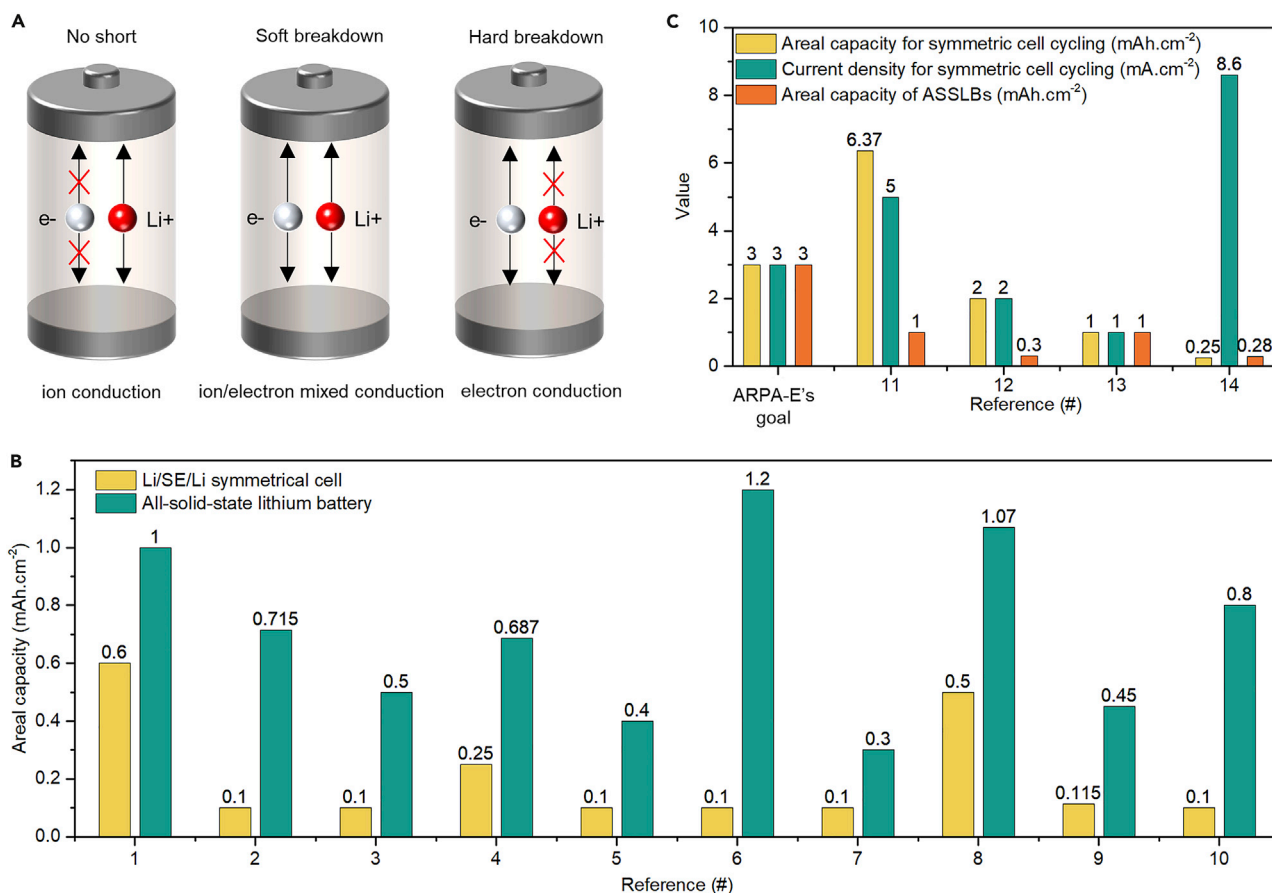 A
No short
Soft breakdown
Hard breakdown
e-
Li+
e-
Li+
e-
Li+
ion conduction
ion/electron mixed conduction
electron conduction
C
Areal capacity for symmetric cell cycling (mAh.cm⁻²)
Current density for symmetric cell cycling (mA.cm⁻²)
Areal capacity of ASSLBs (mAh.cm⁻²)
Value
10
8
6
4
2
0
3
3
3
6.37
5
1
2
2
0.3
1
1
1
0.25
8.6
0.28
ARPA-E's
goal
11
12
13
14
Reference (#)
B
Li/SE/Li symmetrical cell
All-solid-state lithium battery
Areal capacity (mAh.cm⁻²)
1.2
1.0
0.8
0.6
0.4
0.2
0.0
0.6
1
0.1
0.715
0.1
0.5
0.25
0.687
0.1
0.4
0.1
1.2
0.1
0.3
0.5
1.07
0.115
0.45
0.1
0.8
1
2
3
4
5
6
7
8
9
10
Reference (#)